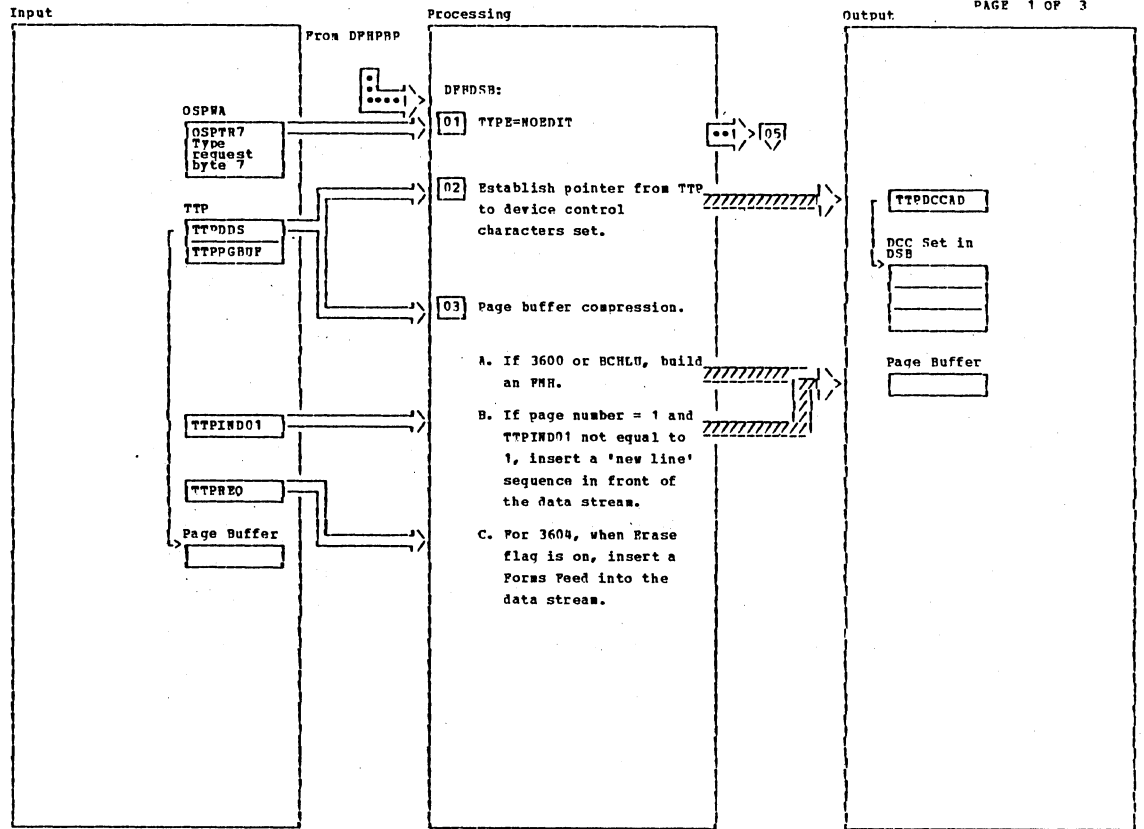 PAGE 1 OF 3
Input
Processing
Output
From DFHPBP
DFHDSB:
OSPWA
OSPTR7
Type
request
byte 7
01 TYPE=NOEDIT
05
02 Establish pointer from TTP
to device control
characters set.
TTP
TTPDDS
TTPPGBUF
TTPDCCAD
DCC Set in
DSB
03 Page buffer compression.
A. If 3600 or BCHLU, build
an FMH.
Page Buffer
TTPIND01
B. If page number = 1 and
TTPIND01 not equal to
1, insert a 'new line'
sequence in front of
the data stream.
TTPREQ
Page Buffer
C. For 3604, when Erase
flag is on, insert a
Forms Feed into the
data stream.